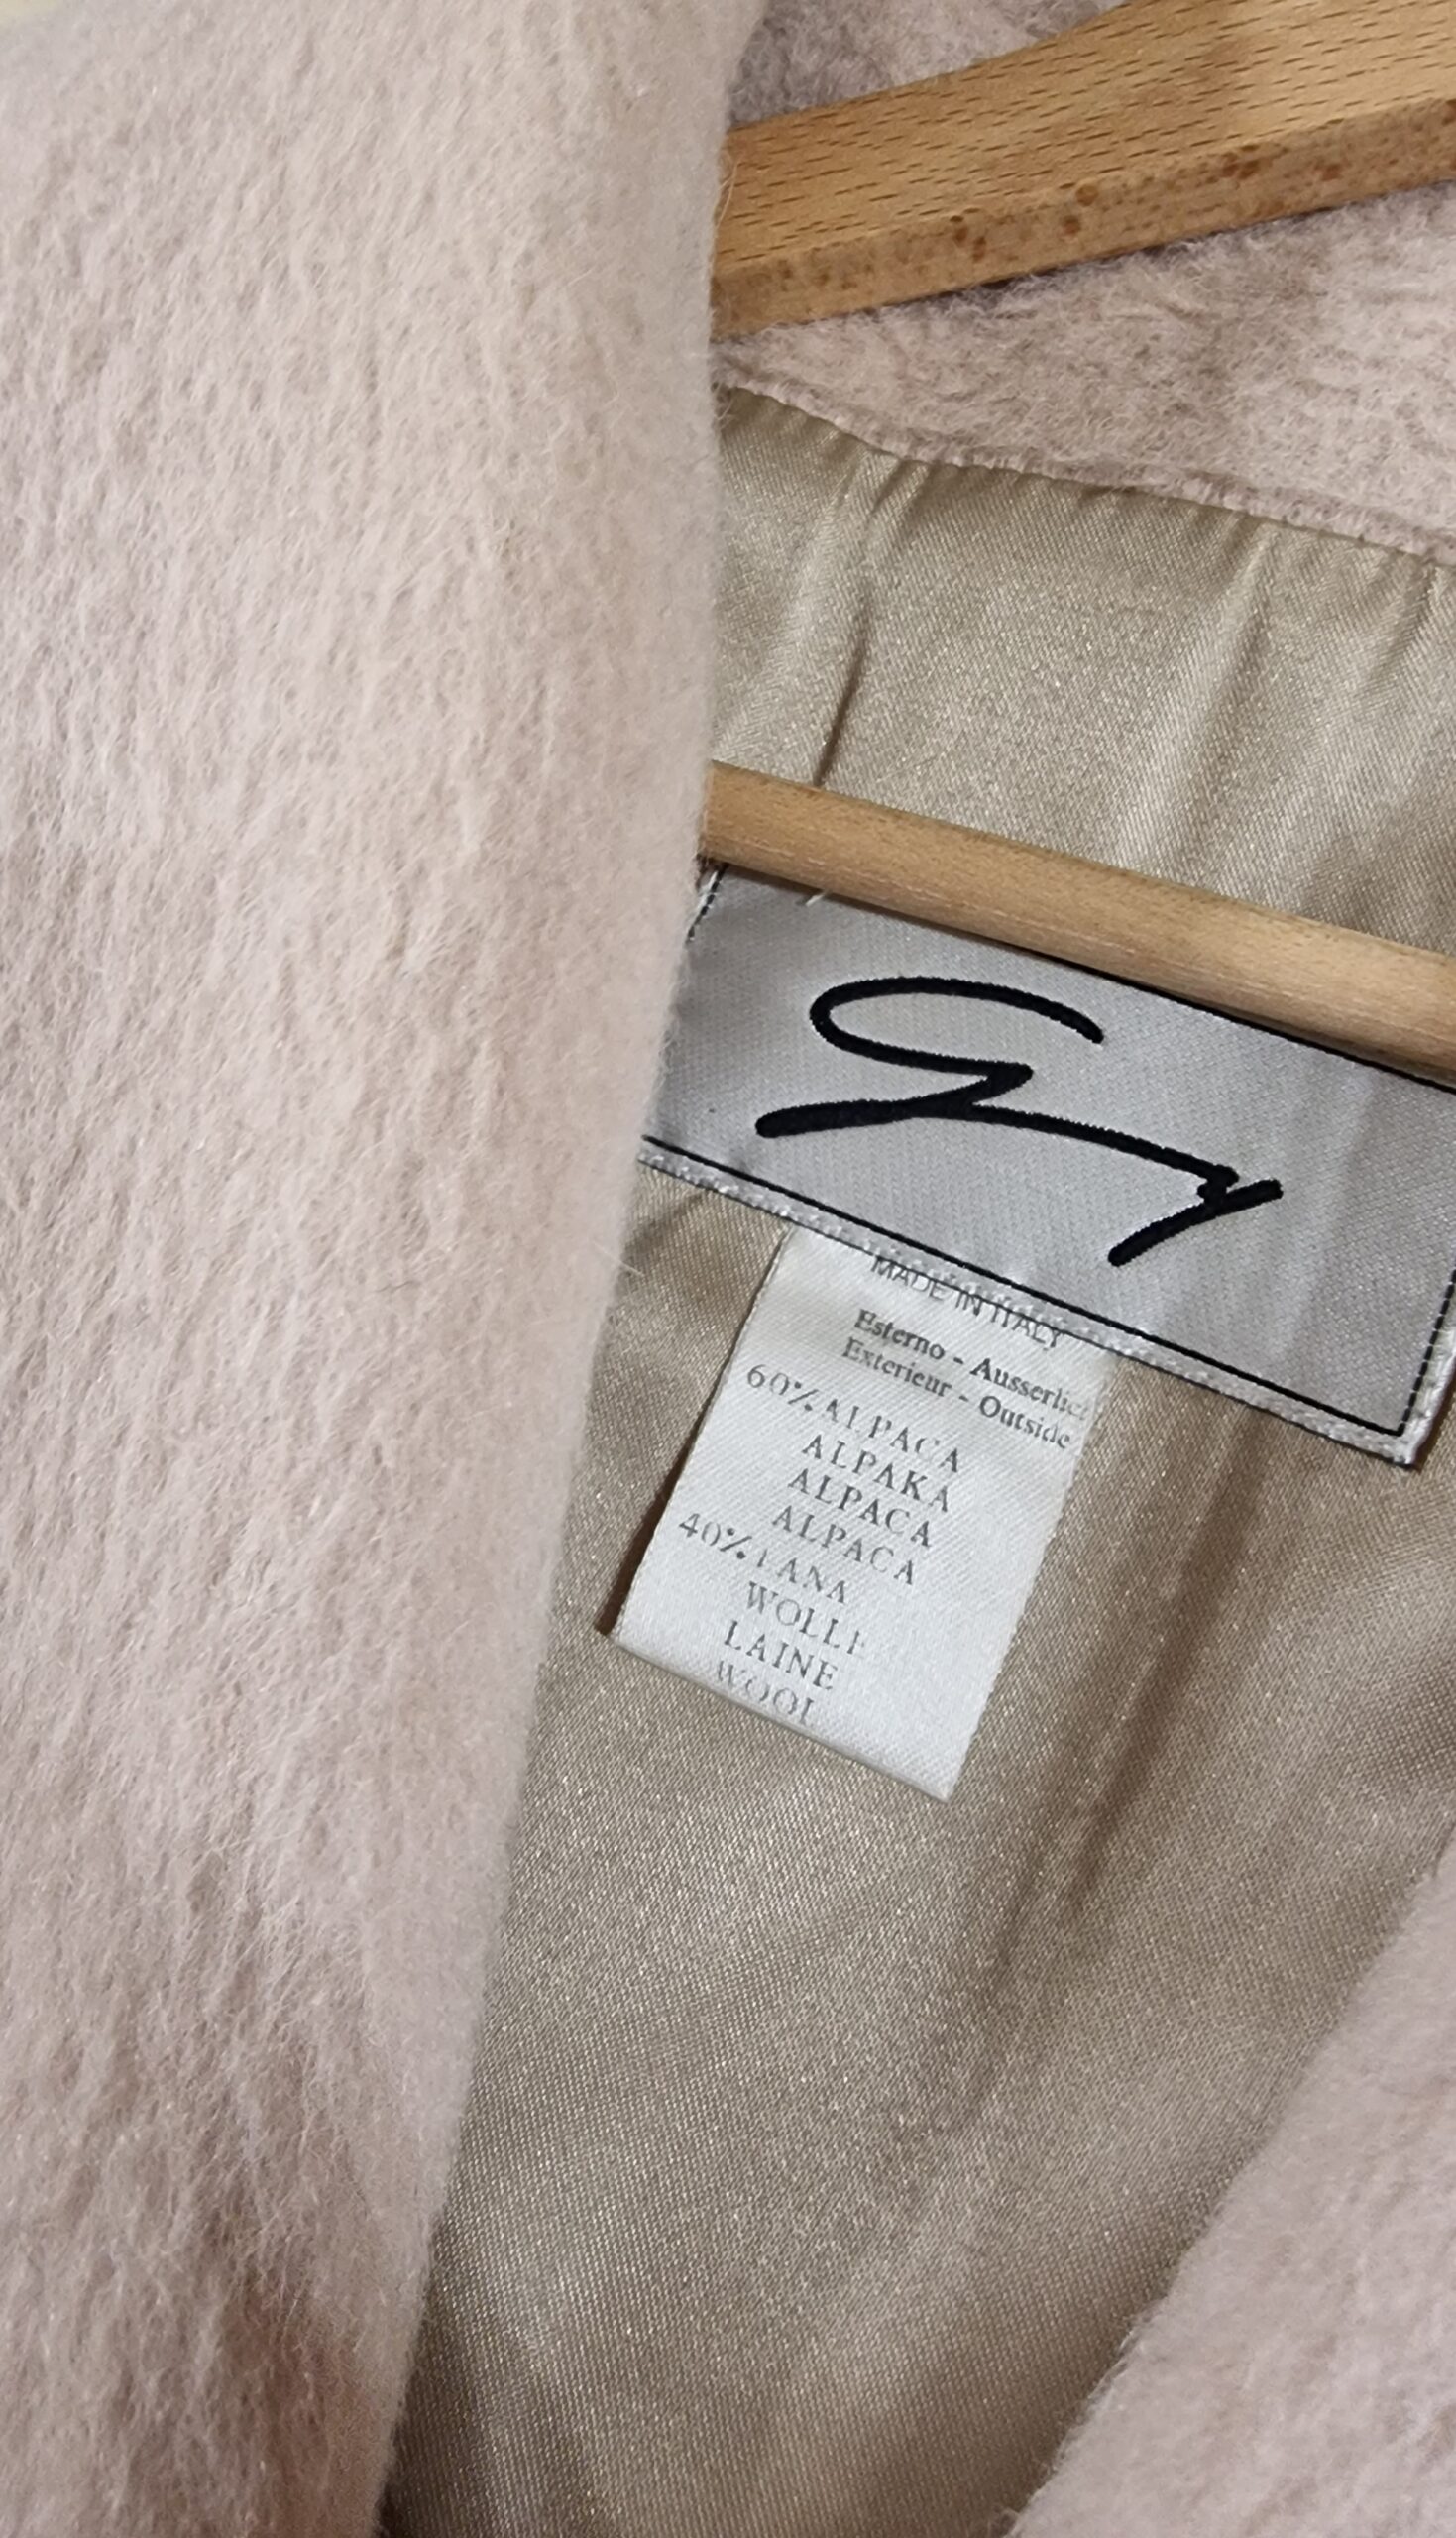 MADE IN ITALY
Esterno - Ausserlich
Exterieur - Outside
60% ALPACA
ALPAKA
ALPACA
ALPACA
40% LANA
WOLLE
LAINE
WOOL